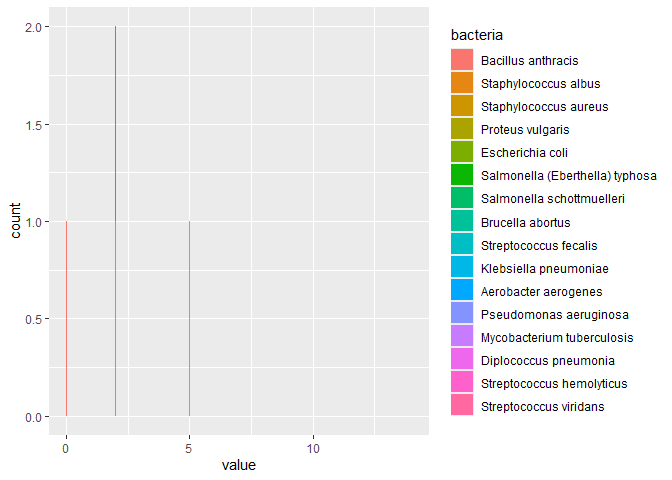 2.0
1.5
1.0
0.5
0.0
count
0
5
10
value
bacteria
Bacillus anthracis
Staphylococcus albus
Staphylococcus aureus
Proteus vulgaris
Escherichia coli
Salmonella (Eberthella) typhosa
Salmonella schottmuelleri
Brucella abortus
Streptococcus fecalis
Klebsiella pneumoniae
Aerobacter aerogenes
Pseudomonas aeruginosa
Mycobacterium tuberculosis
Diplococcus pneumonia
Streptococcus hemolyticus
Streptococcus viridans